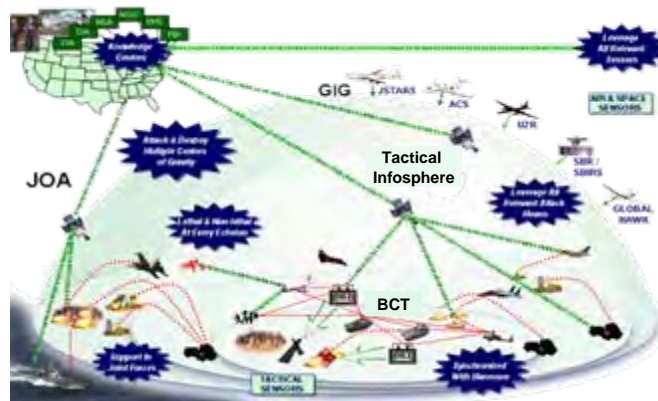 Knowledge
Centers
Leverage
All Relevant
Sensors
GIG
JSTARS
ACS
U2R
AIR & SPACE
SENSORS
Attack & Destroy
Multiple Centers
of Gravity
Tactical
Infosphere
SBR /
SBIRS
JOA
Leverage All
Relevant Attack
Means
GLOBAL
HAWK
Lethal & Non-lethal
At Every Echelon
BCT
Support to
Joint Forces
TACTICAL
SENSORS
Synchronized
With Maneuver